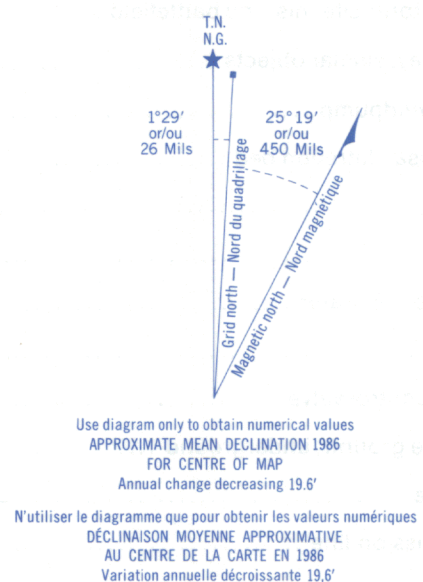 T.N.
N.G.
1°29′
or/ou
26 Mils
25°19′
or/ou
450 Mils
Grid north — Nord du quadrillage
Magnetic north — Nord magnétique
Use diagram only to obtain numerical values
APPROXIMATE MEAN DECLINATION 1986
FOR CENTRE OF MAP
Annual change decreasing 19.6′
N'utiliser le diagramme que pour obtenir les valeurs numériques
DÉCLINAISON MOYENNE APPROXIMATIVE
AU CENTRE DE LA CARTE EN 1986
Variation annuelle décroissante 19,6′